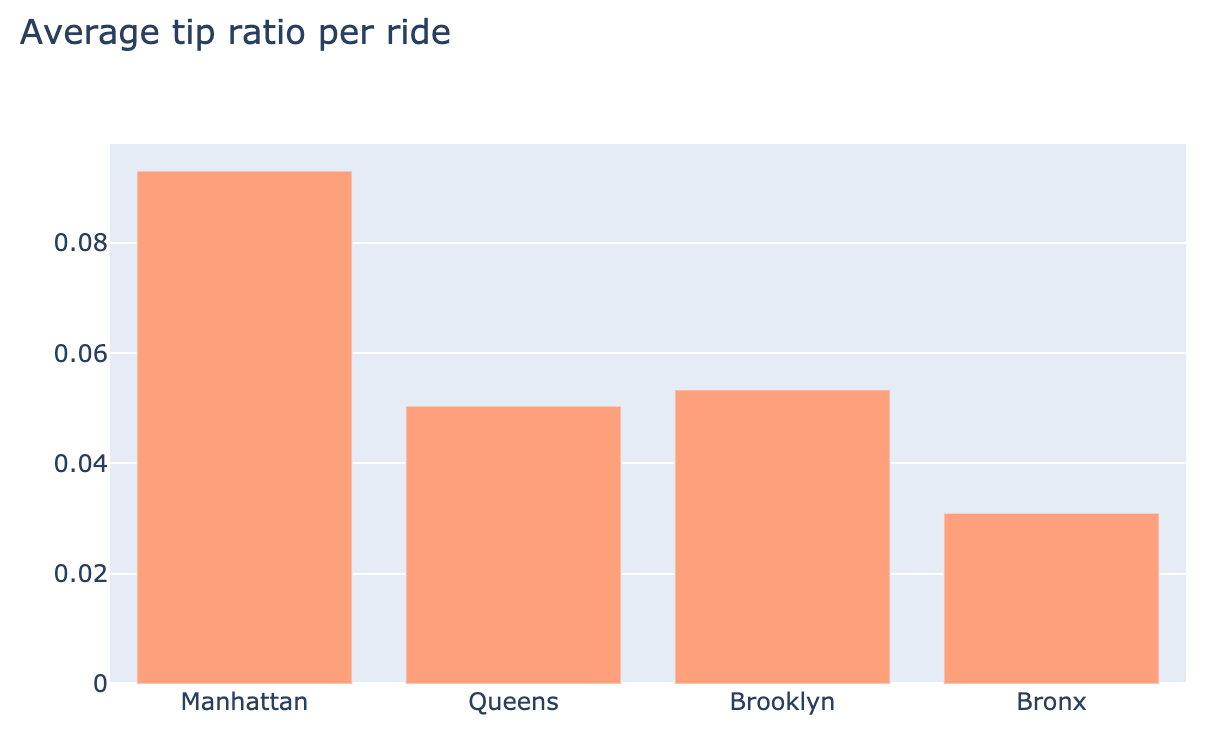 Average tip ratio per ride
0.08
0.06
0.04
0.02
0
Manhattan Queens Brooklyn Bronx